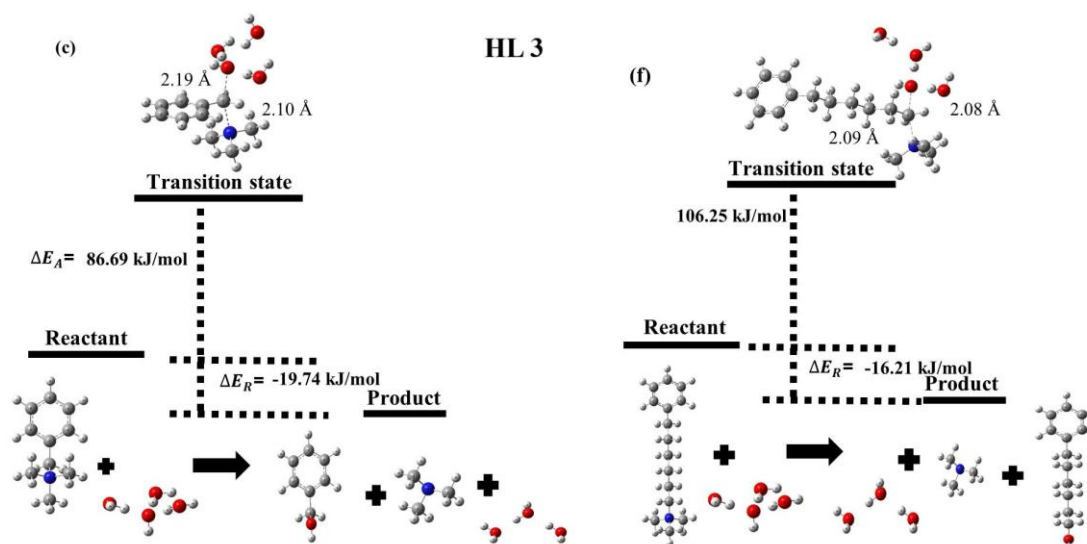 (c)
HL 3
(f)
2.19 Å
2.10 Å
2.08 Å
2.09 Å
Transition state
Transition state
106.25 kJ/mol
ΔE_A= 86.69 kJ/mol
Reactant
Reactant
ΔE_R= -19.74 kJ/mol
Product
ΔE_R= -16.21 kJ/mol
Product